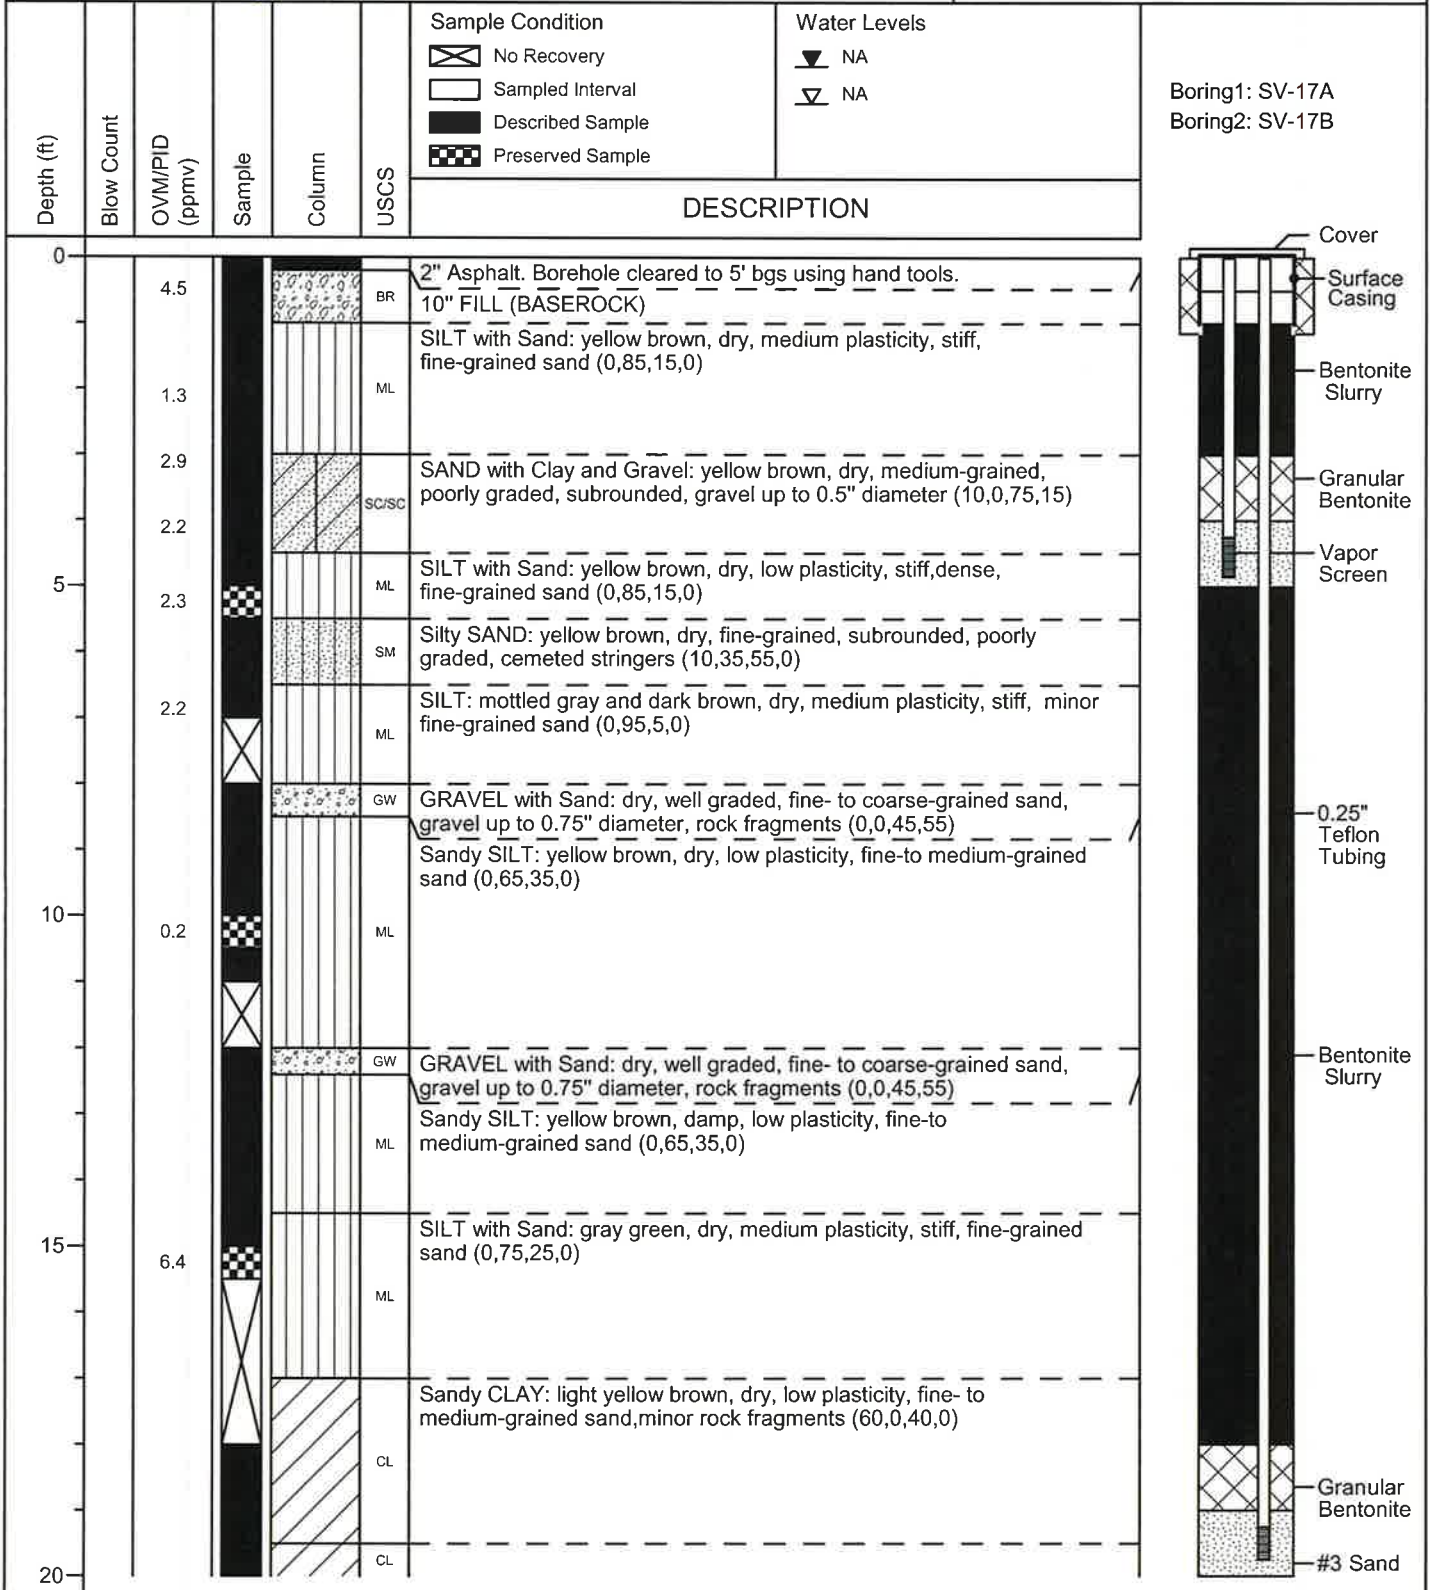 Sample Condition
No Recovery
Sampled Interval
Described Sample
Preserved Sample
Water Levels
NA
NA
Boring1: SV-17A
Boring2: SV-17B
Depth (ft)
Blow Count
OVM/PID
(ppmv)
Sample
Column
USCS
DESCRIPTION
0
4.5
BR
2" Asphalt. Borehole cleared to 5' bgs using hand tools.
10" FILL (BASEROCK)
1.3
ML
SILT with Sand: yellow brown, dry, medium plasticity, stiff,
fine-grained sand (0,85,15,0)
2.9
2.2
SC/SC
SAND with Clay and Gravel: yellow brown, dry, medium-grained,
poorly graded, subrounded, gravel up to 0.5" diameter (10,0,75,15)
5
2.3
ML
SILT with Sand: yellow brown, dry, low plasticity, stiff,dense,
fine-grained sand (0,85,15,0)
SM
Silty SAND: yellow brown, dry, fine-grained, subrounded, poorly
graded, cemeted stringers (10,35,55,0)
2.2
ML
SILT: mottled gray and dark brown, dry, medium plasticity, stiff, minor
fine-grained sand (0,95,5,0)
GW
GRAVEL with Sand: dry, well graded, fine- to coarse-grained sand,
gravel up to 0.75" diameter, rock fragments (0,0,45,55)
Sandy SILT: yellow brown, dry, low plasticity, fine-to medium-grained
sand (0,65,35,0)
10
0.2
ML
GW
GRAVEL with Sand: dry, well graded, fine- to coarse-grained sand,
gravel up to 0.75" diameter, rock fragments (0,0,45,55)
ML
Sandy SILT: yellow brown, damp, low plasticity, fine-to
medium-grained sand (0,65,35,0)
15
6.4
ML
SILT with Sand: gray green, dry, medium plasticity, stiff, fine-grained
sand (0,75,25,0)
CL
Sandy CLAY: light yellow brown, dry, low plasticity, fine- to
medium-grained sand,minor rock fragments (60,0,40,0)
CL
20
Cover
Surface
Casing
Bentonite
Slurry
Granular
Bentonite
Vapor
Screen
0.25"
Teflon
Tubing
Bentonite
Slurry
Granular
Bentonite
#3 Sand